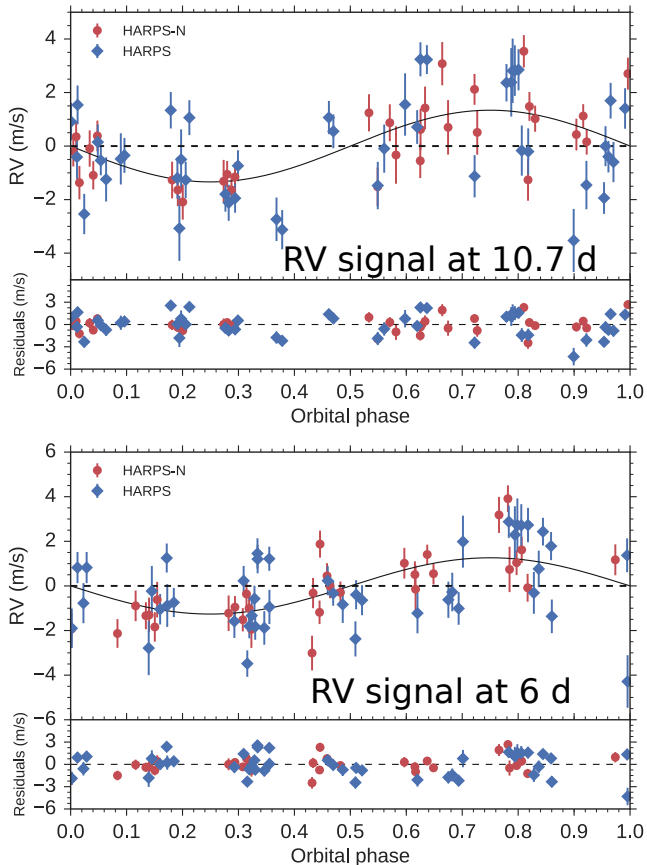 4
2
0
−2
−4
RV (m/s)
HARPS-N
HARPS
RV signal at 10.7 d
3
0
−3
−6
Residuals (m/s)
0.0 0.1 0.2 0.3 0.4 0.5 0.6 0.7 0.8 0.9 1.0
Orbital phase
6
4
2
0
−2
−4
−6
RV (m/s)
HARPS-N
HARPS
RV signal at 6 d
3
0
−3
−6
Residuals (m/s)
0.0 0.1 0.2 0.3 0.4 0.5 0.6 0.7 0.8 0.9 1.0
Orbital phase